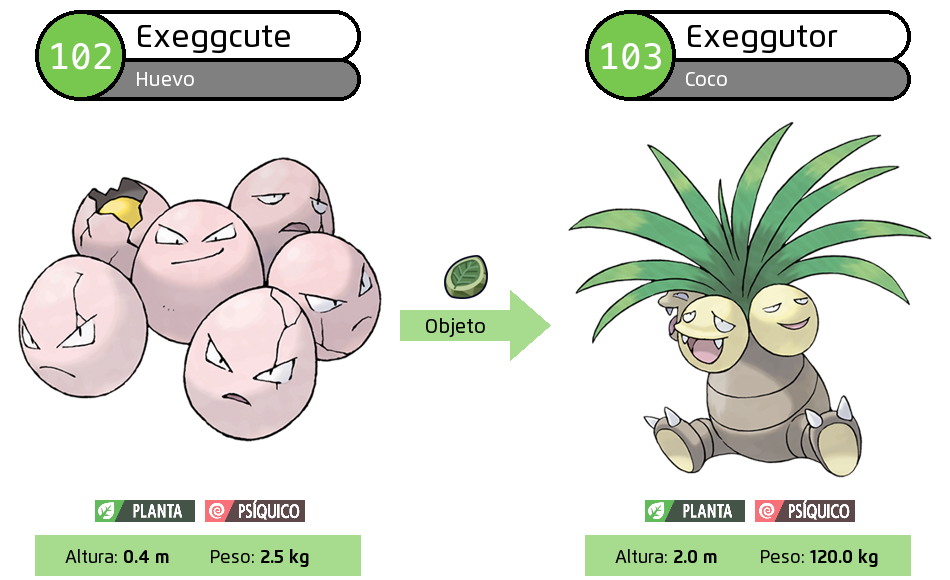 102
Exeggcute
Huevo
103
Exeggutor
Coco
Objeto
PLANTA
PSÍQUICO
PLANTA
PSÍQUICO
Altura: 0.4 m Peso: 2.5 kg
Altura: 2.0 m Peso: 120.0 kg